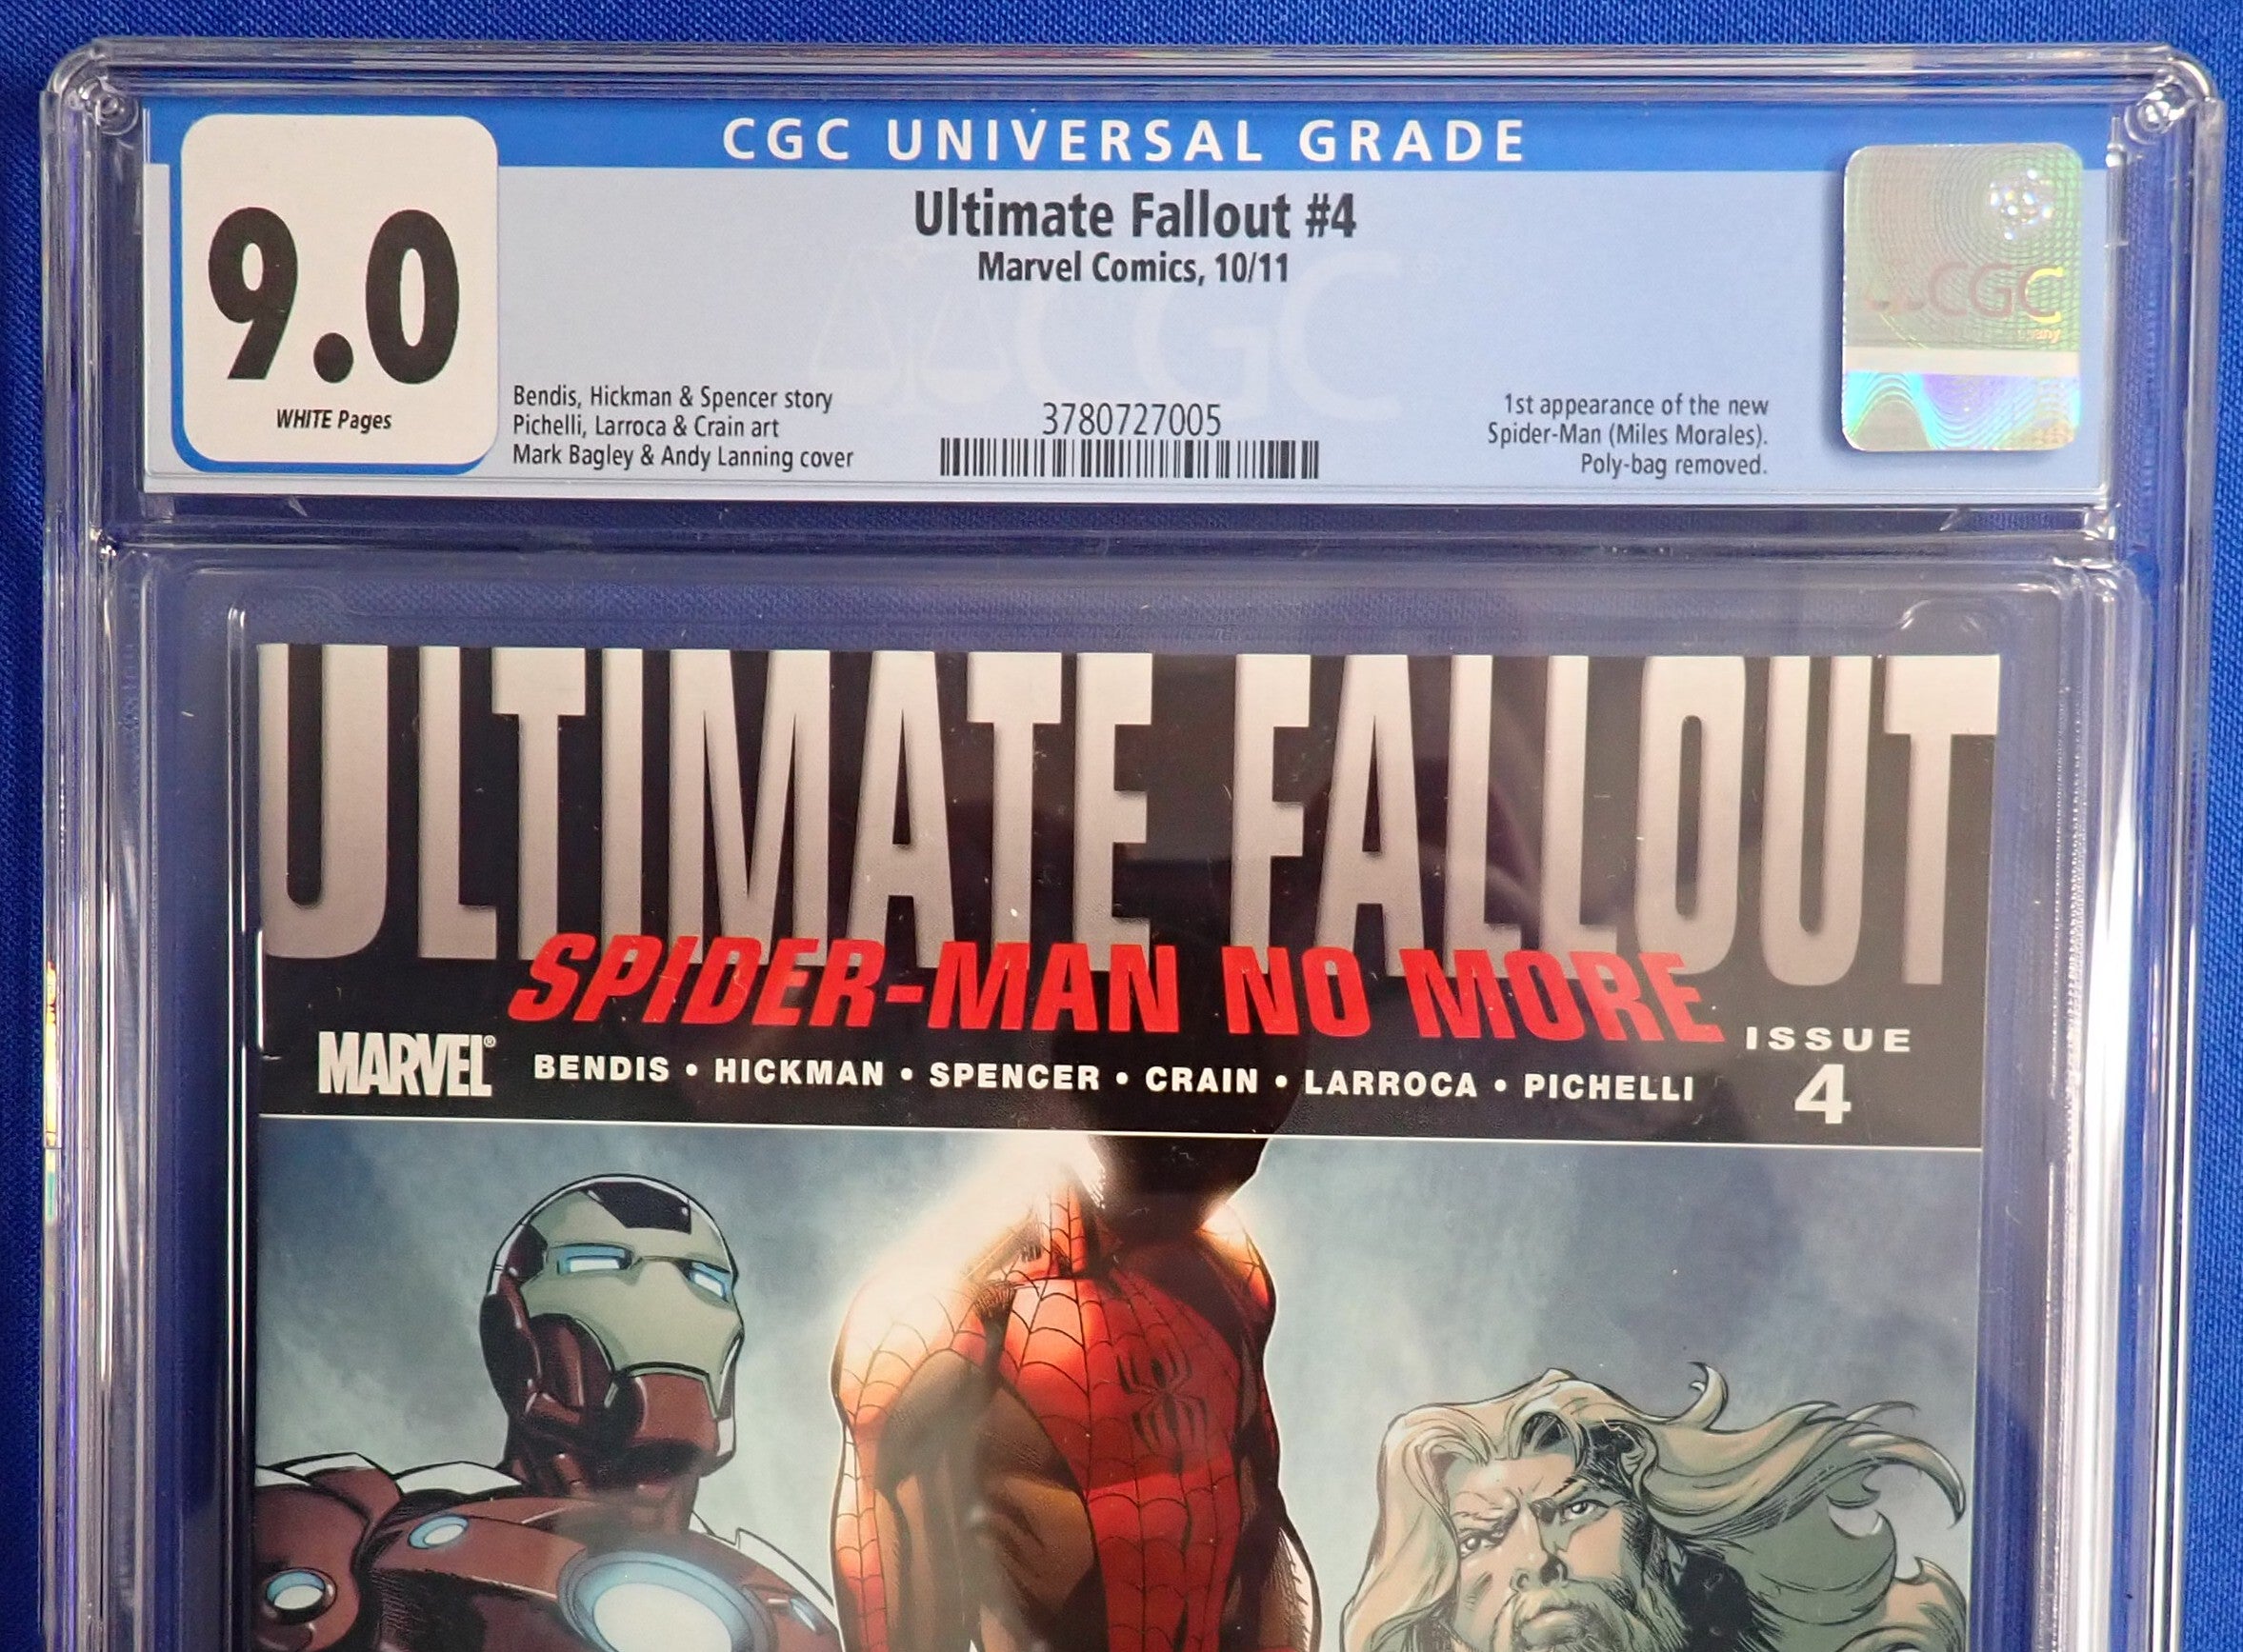 CGC UNIVERSAL GRADE
9.0
WHITE Pages
Ultimate Fallout #4
Marvel Comics, 10/11
CGC
Bendis, Hickman & Spencer story
Pichelli, Larroca & Crain art
Mark Bagley & Andy Lanning cover
3780727005
1st appearance of the new
Spider-Man (Miles Morales).
Poly-bag removed.
CGC
ULTIMATE FALLOUT
SPIDER-MAN NO MORE
MARVEL®
BENDIS • HICKMAN • SPENCER • CRAIN • LARROCA • PICHELLI
ISSUE
4